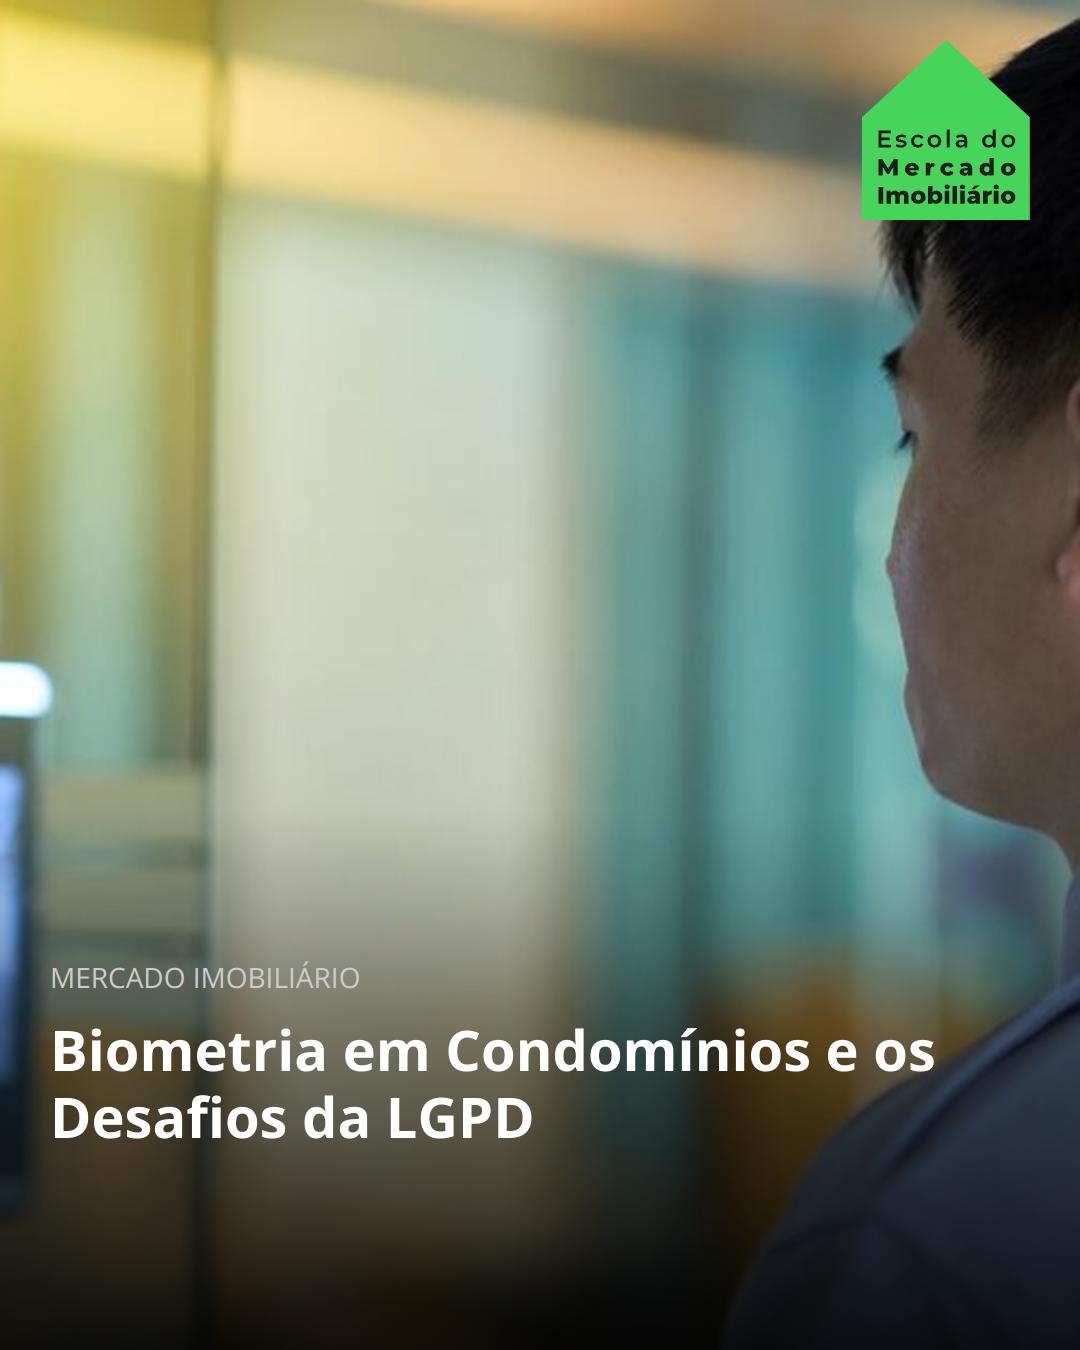 Escola do
Mercado
Imobiliário
MERCADO IMOBILIÁRIO
Biometria em Condomínios e os
Desafios da LGPD